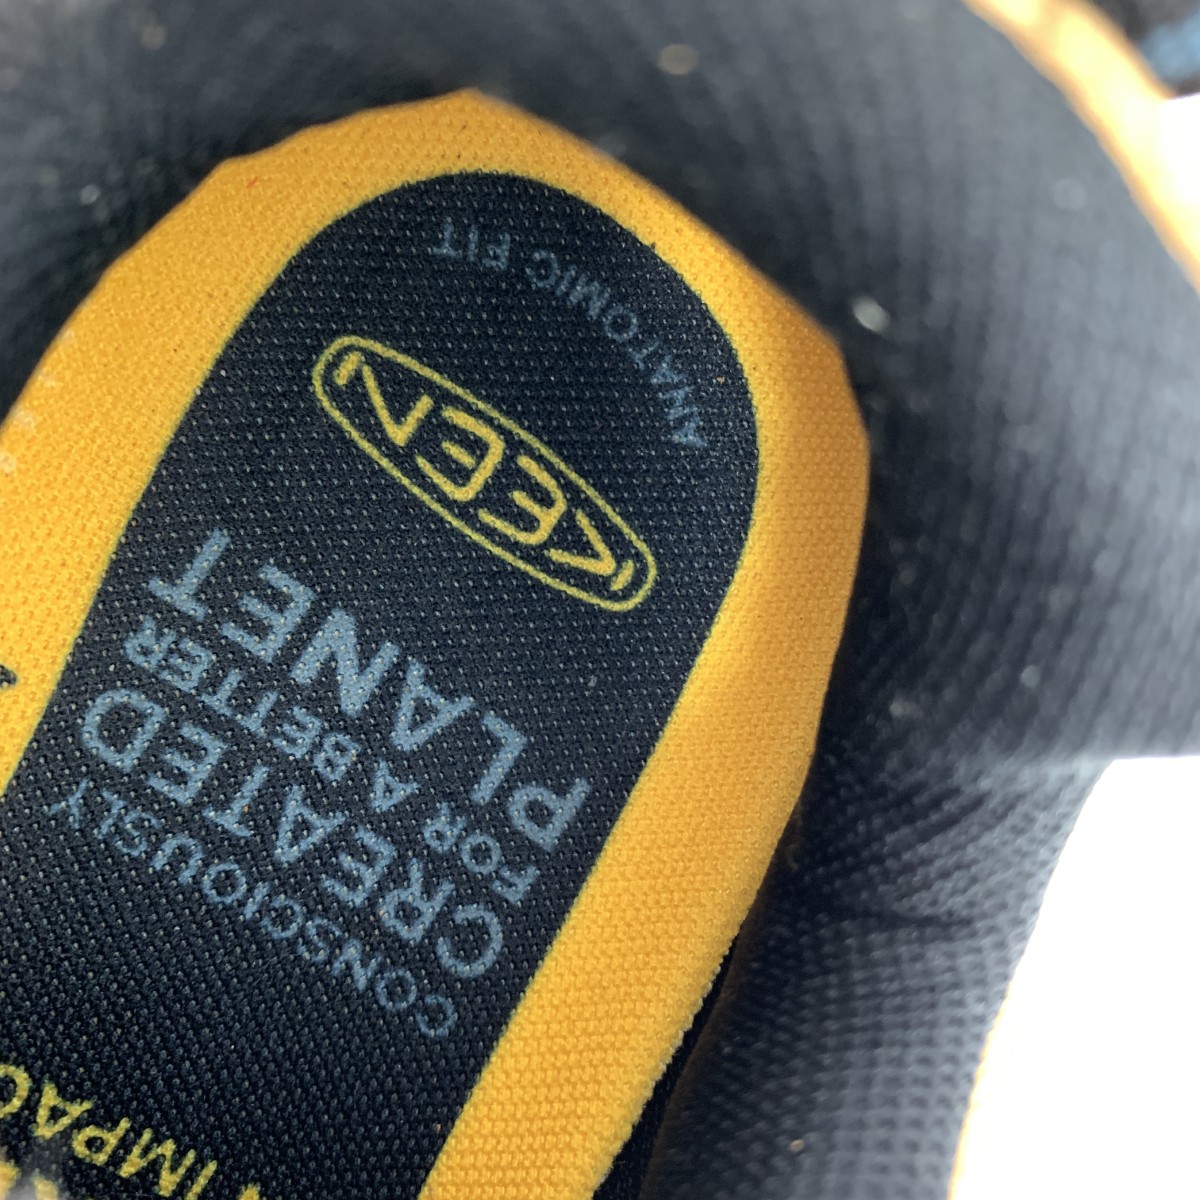 ANATOMIC FIT
KEEN
CONSCIOUSLY
CREATED
FOR A BETTER
PLANET